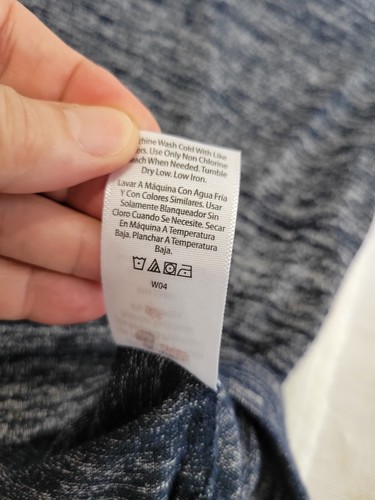 chine Wash Cold With Like
ors. Use Only Non Chlorine
each When Needed. Tumble
Dry Low. Low Iron.
Lavar A Máquina Con Agua Fría
Y Con Colores Similares. Usar
Solamente Blanqueador Sin
Cloro Cuando Se Necesite. Secar
En Máquina A Temperatura
Baja. Planchar A Temperatura
Baja.
W04